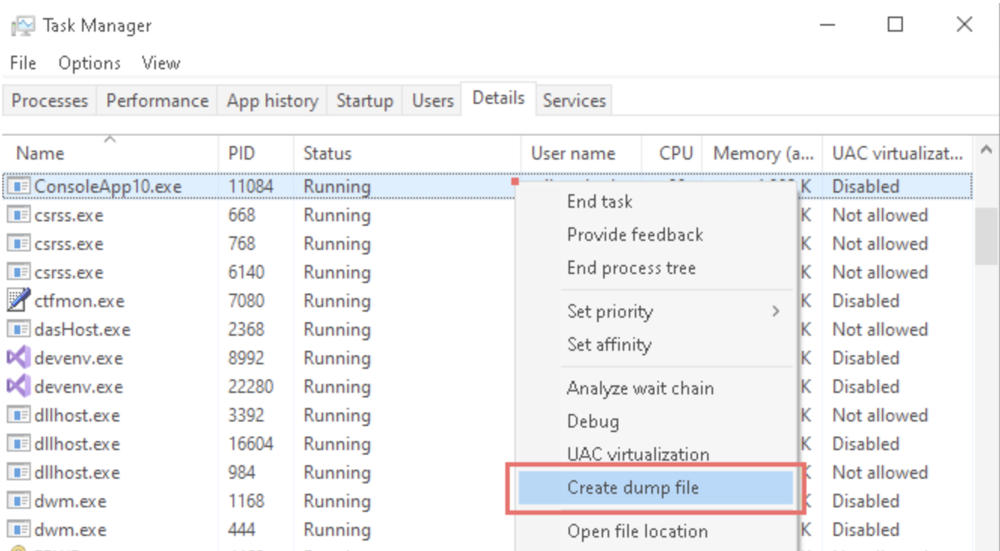 Task Manager
File Options View
Processes Performance App history Startup Users Details Services
Name PID Status User name CPU Memory (a... UAC virtualizat...
ConsoleApp10.exe 11084 Running K Disabled
End task
csrss.exe 668 Running K Not allowed
Provide feedback
csrss.exe 768 Running K Not allowed
End process tree
csrss.exe 6140 Running K Not allowed
ctfmon.exe 7080 Running K Disabled
Set priority
dasHost.exe 2368 Running K Not allowed
Set affinity
devenv.exe 8992 Running K Disabled
devenv.exe 22280 Running K Disabled
Analyze wait chain
dllhost.exe 3392 Running K Not allowed
Debug
dllhost.exe 16604 Running K Disabled
UAC virtualization
dllhost.exe 984 Running K Not allowed
Create dump file
dwm.exe 1168 Running K Disabled
dwm.exe 444 Running K Disabled
Open file location